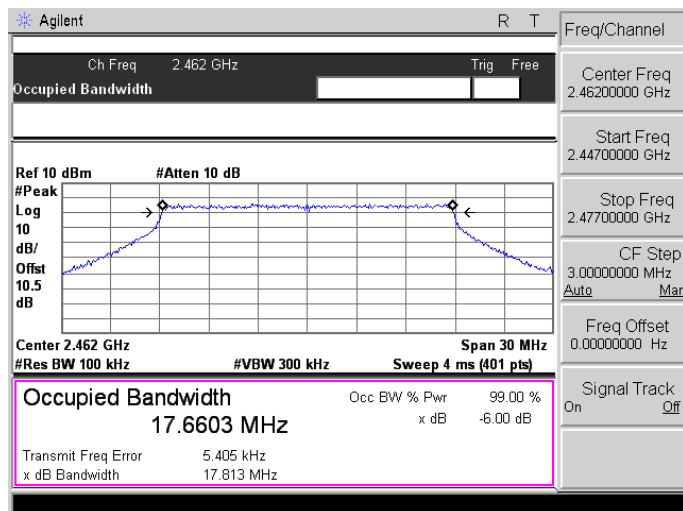 Agilent
R T
Freq/Channel
Ch Freq 2.462 GHz
Trig Free
Occupied Bandwidth
Center Freq
2.46200000 GHz
Start Freq
2.44700000 GHz
Stop Freq
2.47700000 GHz
CF Step
3.00000000 MHz
Auto Man
Freq Offset
0.00000000 Hz
Signal Track
On Off
Ref 10 dBm
#Atten 10 dB
#Peak
Log
10
dB/
Offst
10.5
dB
Center 2.462 GHz
Span 30 MHz
#Res BW 100 kHz
#VBW 300 kHz
Sweep 4 ms (401 pts)
Occupied Bandwidth
17.6603 MHz
Occ BW % Pwr 99.00 %
x dB -6.00 dB
Transmit Freq Error 5.405 kHz
x dB Bandwidth 17.813 MHz